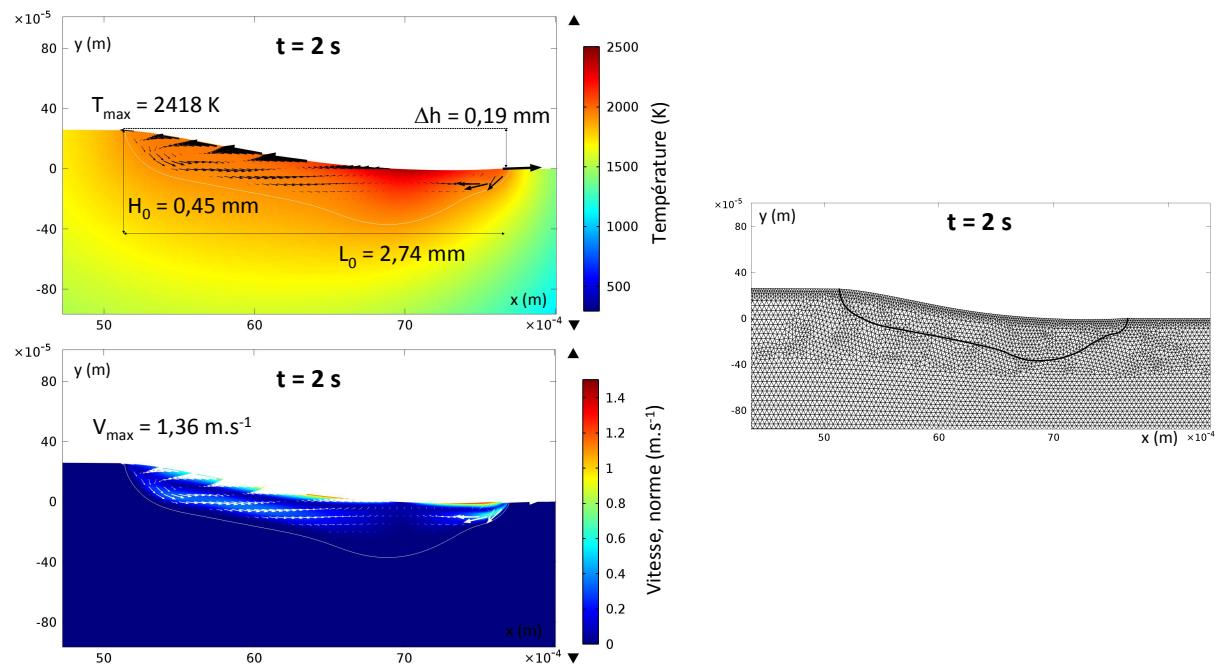 ×10⁻⁵
y (m)
t = 2 s
80
40
0
-40
-80
T_max = 2418 K
Δh = 0,19 mm
H₀ = 0,45 mm
L₀ = 2,74 mm
x (m)
50
60
70
×10⁻⁴
2500
2000
1500
1000
500
Température (K)
×10⁻⁵
y (m)
t = 2 s
80
40
0
-40
-80
V_max = 1,36 m.s⁻¹
x (m)
50
60
70
×10⁻⁴
1.4
1.2
1
0.8
0.6
0.4
0.2
0
Vitesse, norme (m.s⁻¹)
×10⁻⁵
y (m)
t = 2 s
80
40
0
-40
-80
50
60
70
x (m)
×10⁻⁴